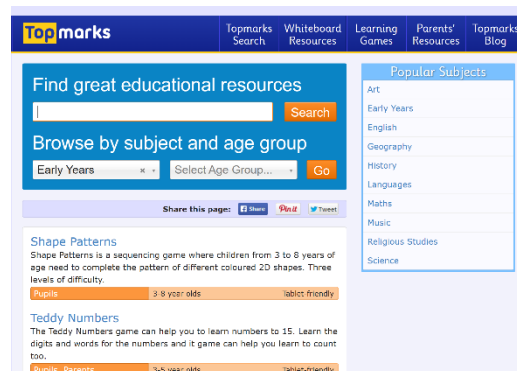 Topmarks
Topmarks Search
Whiteboard Resources
Learning Games
Parents' Resources
Topmarks Blog
Find great educational resources
Search
Browse by subject and age group
Early Years
Select Age Group...
Go
Share this page:
Share
Pin it
Tweet
Shape Patterns
Shape Patterns is a sequencing game where children from 3 to 8 years of
age need to complete the pattern of different coloured 2D shapes. Three
levels of difficulty.
Pupils 3-8 year olds Tablet-friendly
Teddy Numbers
The Teddy Numbers game can help you to learn numbers to 15. Learn the
digits and words for the numbers and it game can help you learn to count
too.
Pupils, Parents 3-5 year olds Tablet-friendly
Popular Subjects
Art
Early Years
English
Geography
History
Languages
Maths
Music
Religious Studies
Science